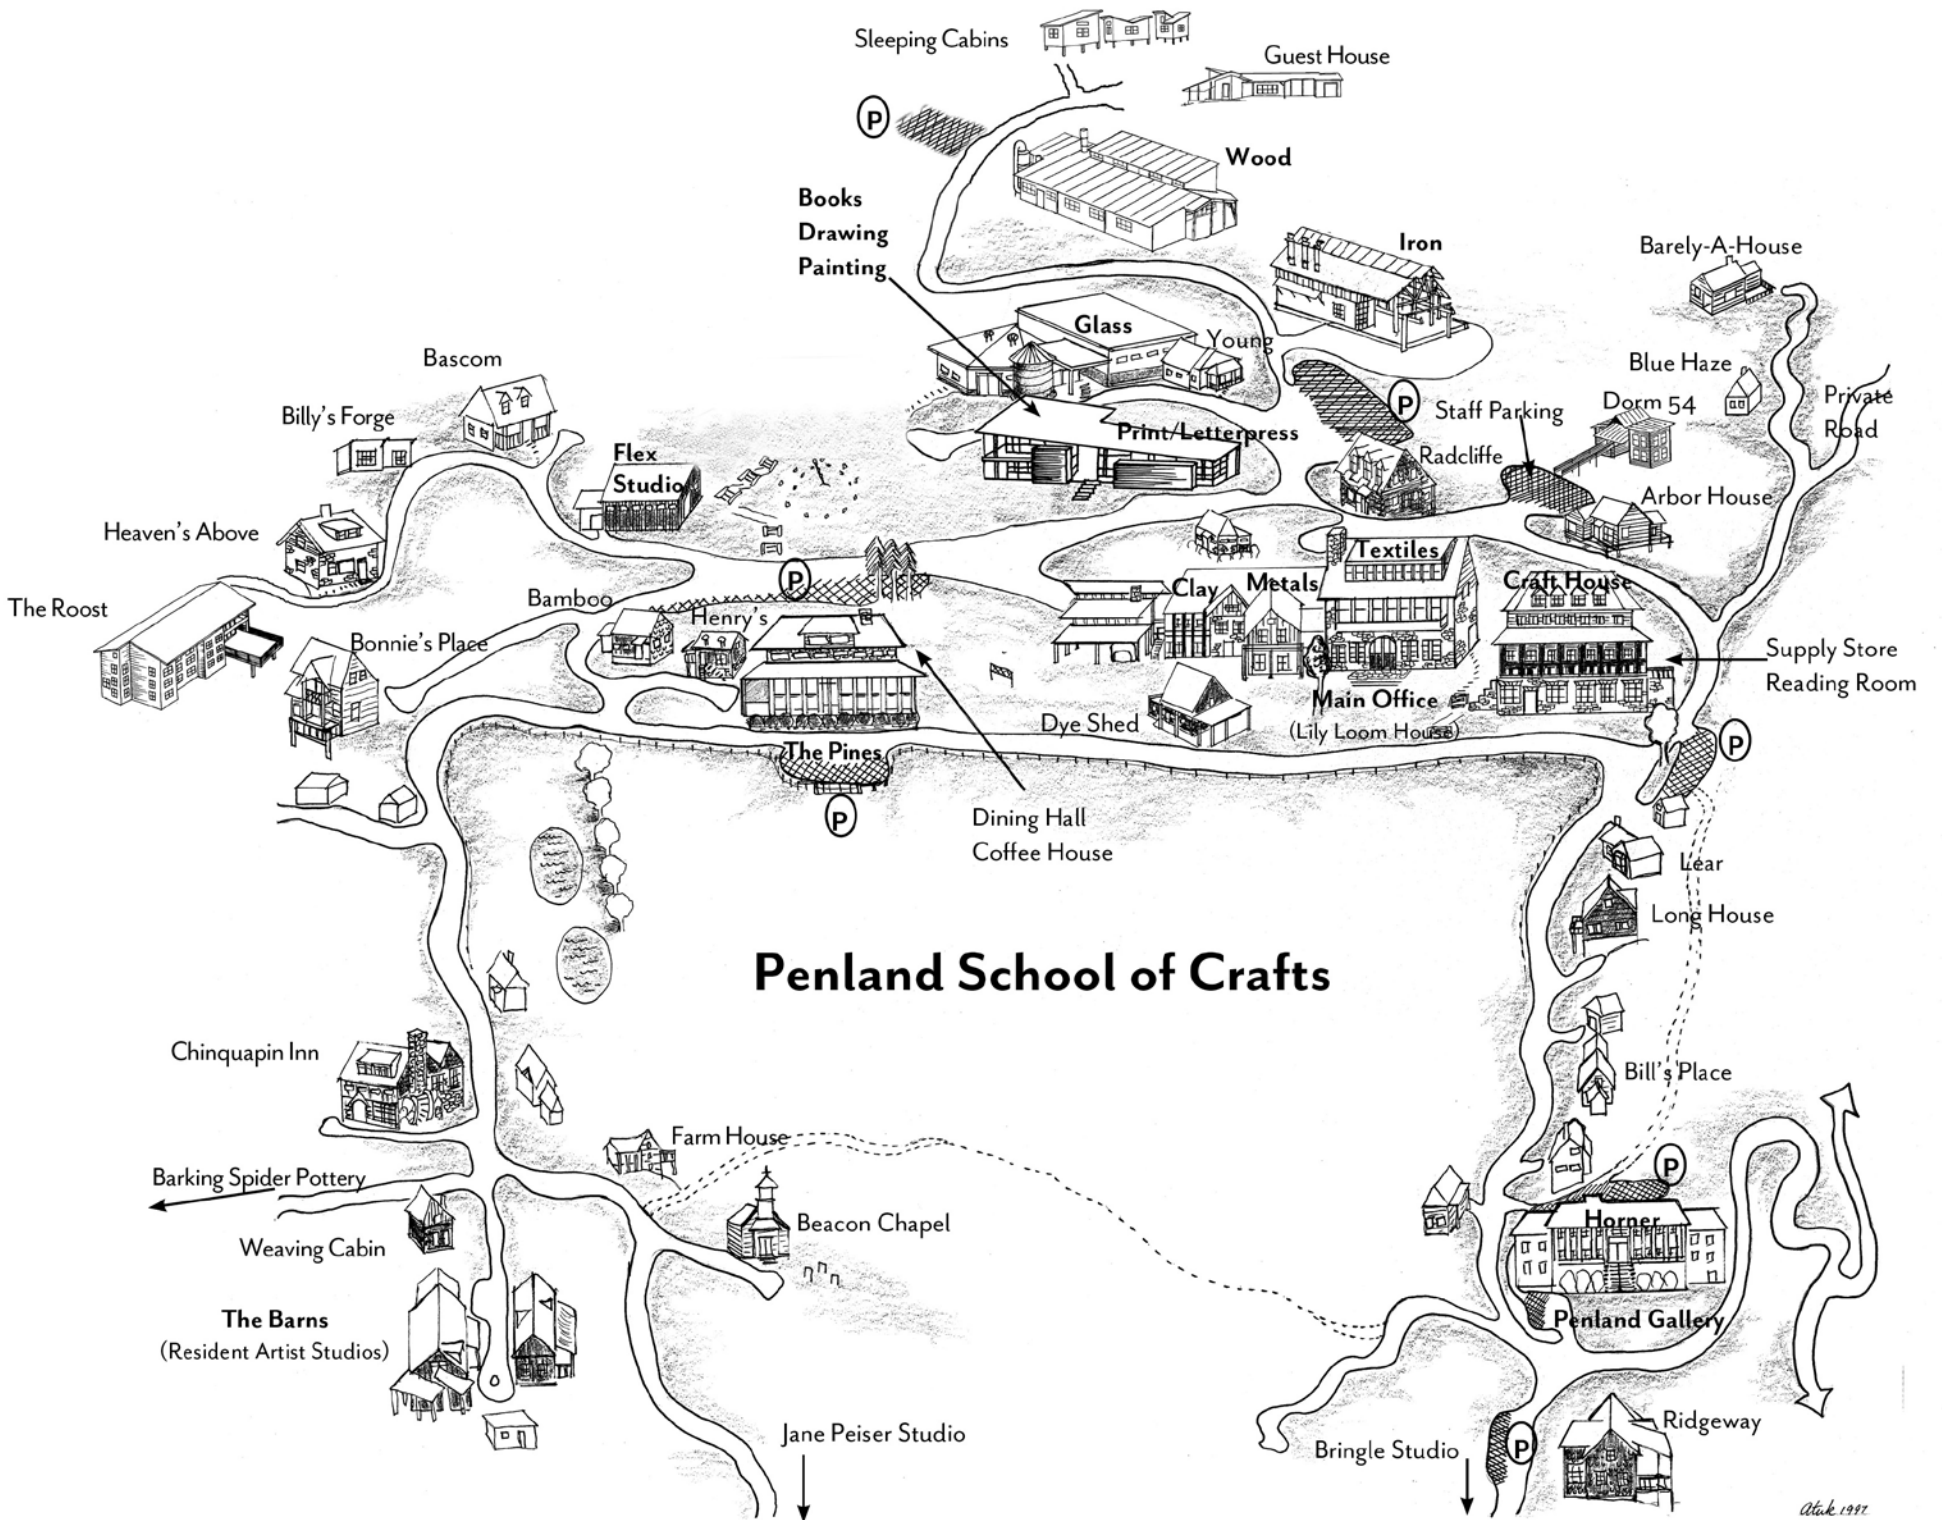 Sleeping Cabins
Guest House
P
Wood
Books
Drawing
Painting
Iron
Barely-A-House
Glass
Young
Bascom
Blue Haze
Billy's Forge
P
Staff Parking
Dorm 54
Private
Road
Print/Letterpress
Radcliffe
Flex
Studio
Arbor House
Heaven's Above
Textiles
P
Clay
Metals
Craft House
The Roost
Bamboo
Henry's
Bonnie's Place
Supply Store
Reading Room
Main Office
(Lily Loom House)
Dye Shed
The Pines
P
P
Dining Hall
Coffee House
Lear
Long House
Penland School of Crafts
Chinquapin Inn
Bill's Place
Farm House
P
Barking Spider Pottery
Beacon Chapel
Horner
Weaving Cabin
The Barns
(Resident Artist Studios)
Penland Gallery
Jane Peiser Studio
Ridgeway
Bringle Studio
P